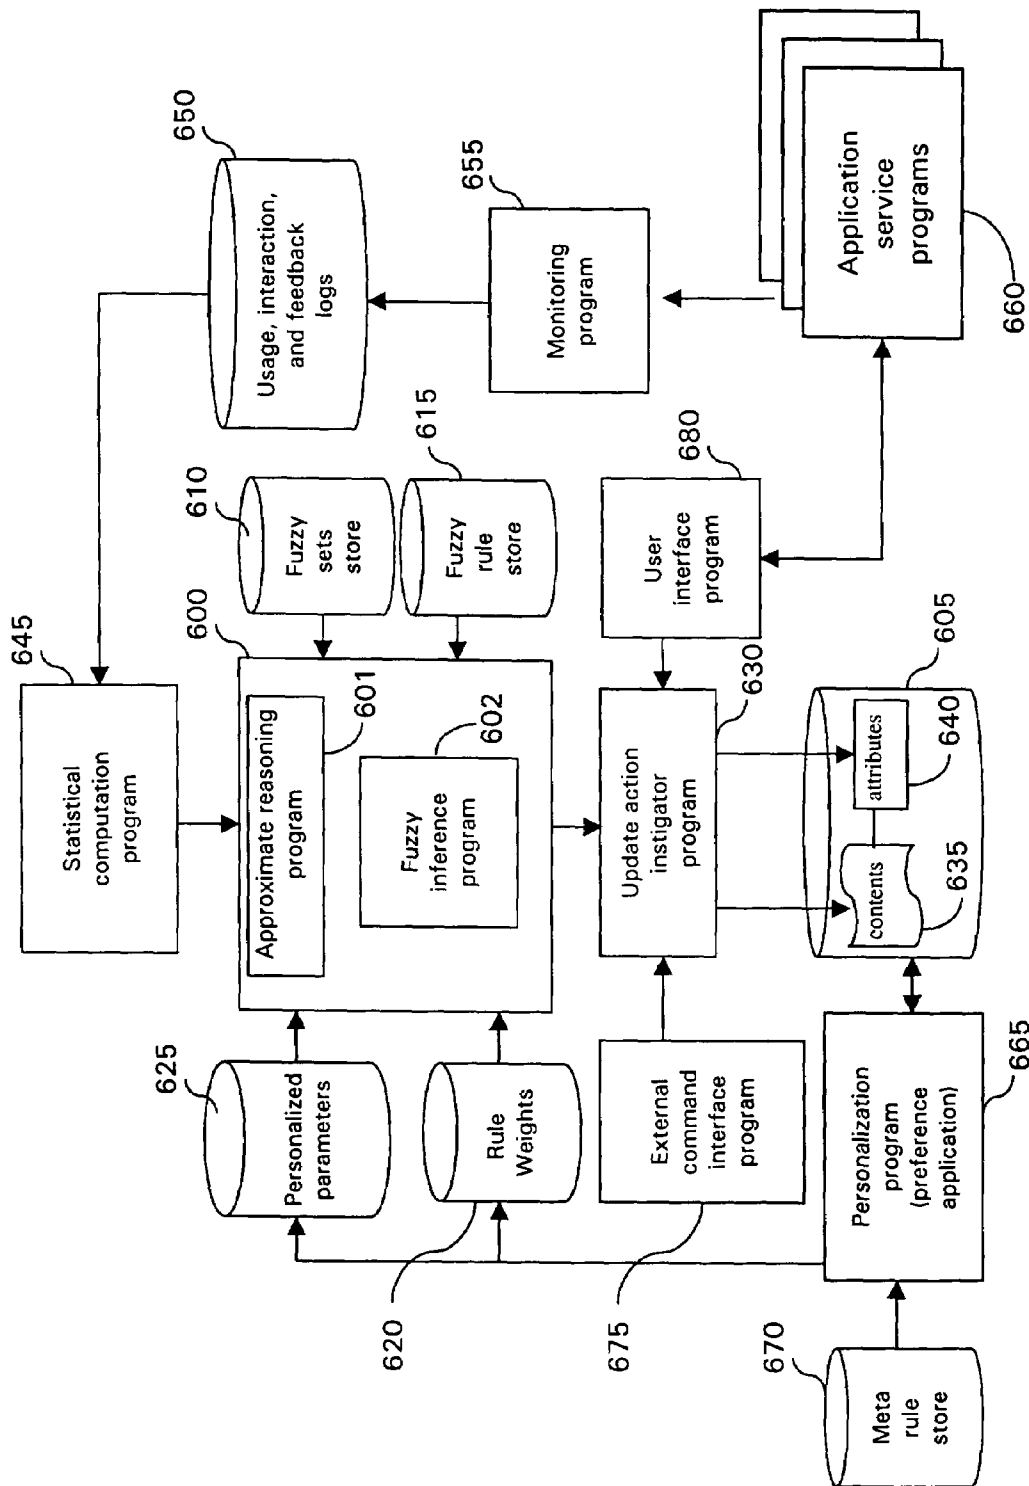 645
Statistical
computation
program
650
Usage, interaction,
and feedback
logs
625
Personalized
parameters
600
Approximate reasoning
program
601
602
Fuzzy
inference program
610
Fuzzy
sets
store
615
Fuzzy
rule
store
655
Monitoring
program
620
Rule
Weights
675
External
command
interface
program
630
Update action
instigator
program
680
User
interface
program
660
Application
service
programs
605
contents
635
attributes
640
670
Meta
rule
store
665
Personalization
program
(preference
application)